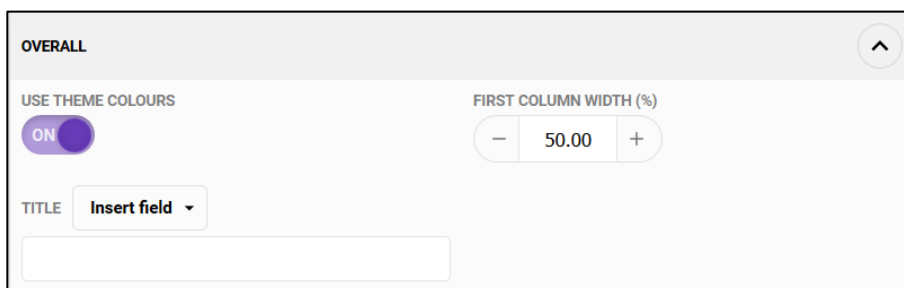 OVERALL
USE THEME COLOURS
FIRST COLUMN WIDTH (%)
ON
− 50.00 +
TITLE Insert field